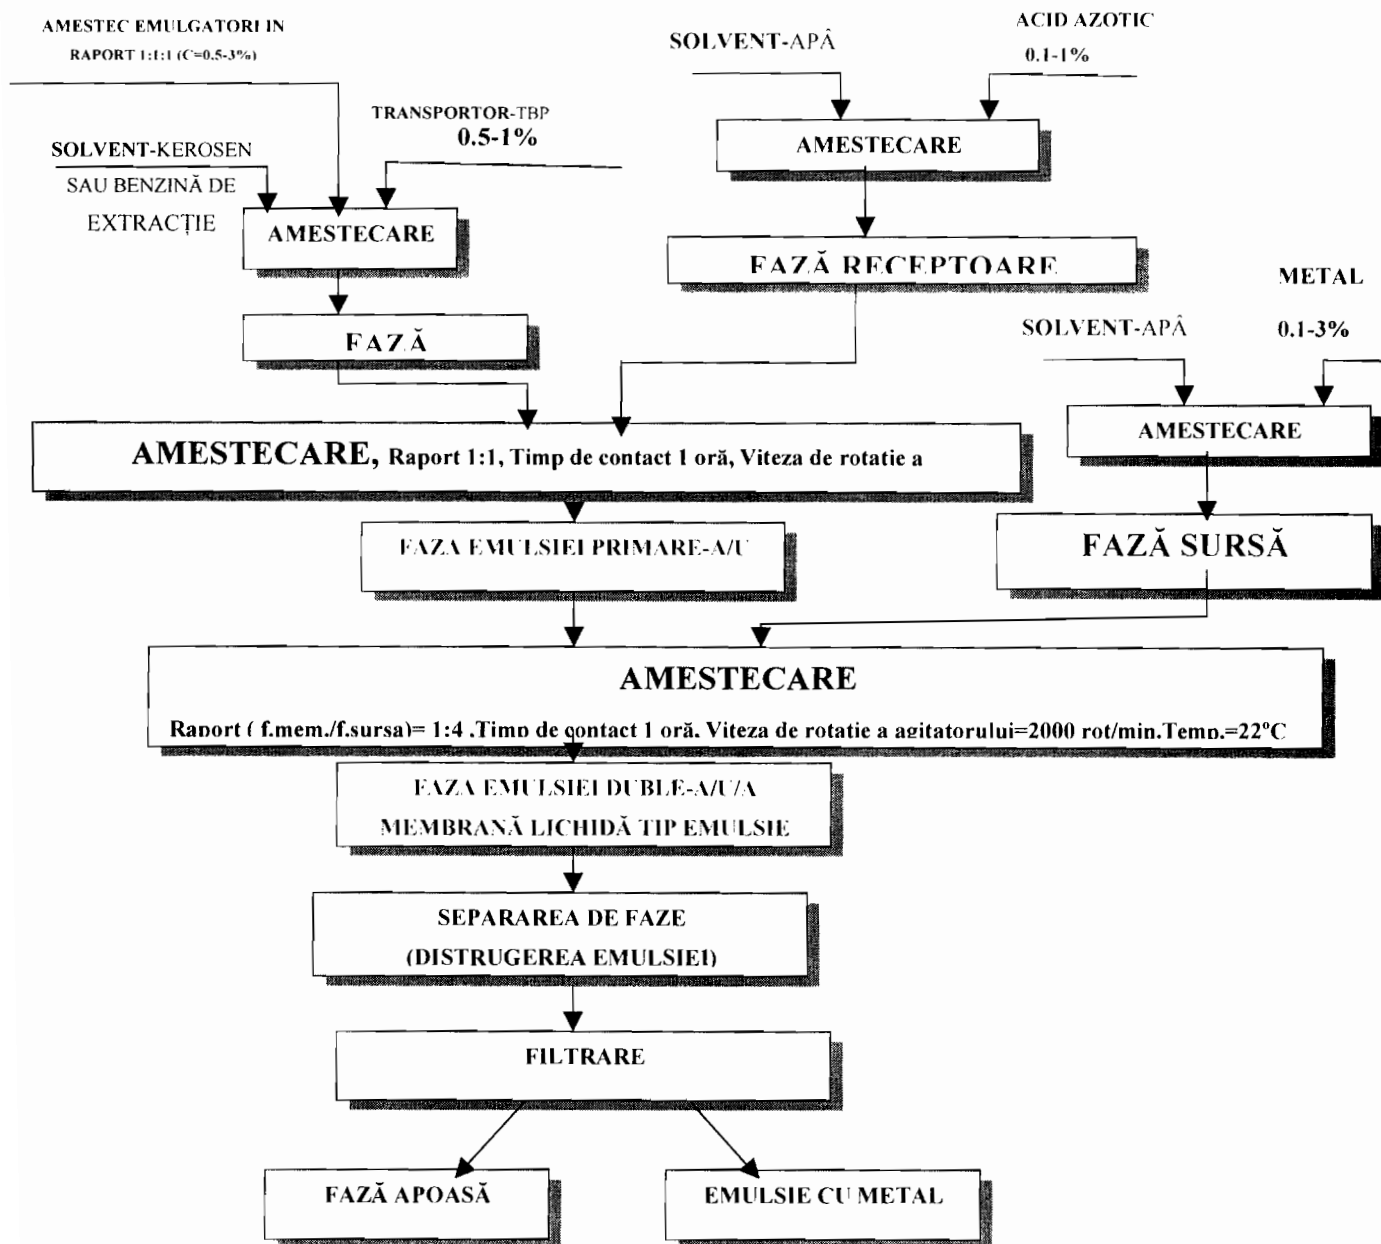 AMESTEC EMULGATORI IN
RAPORT 1:1:1 (C=0.5-3%)
SOLVENT-APÂ
ACID AZOTIC
0.1-1%
TRANSPORTOR-TBP
0.5-1%
SOLVENT-KEROSEN
SAU BENZINĂ DE
EXTRACȚIE
AMESTECARE
AMESTECARE
FAZĂ RECEPTOARE
METAL
0.1-3%
SOLVENT-APÂ
FAZĂ
AMESTECARE
AMESTECARE, Raport 1:1, Timp de contact 1 oră, Viteza de rotatie a
FAZA EMULSIEI PRIMARE-A/U
FAZĂ SURSĂ
AMESTECARE
Raport ( f.mem./f.sursa)= 1:4 .Timp de contact 1 oră. Viteza de rotatie a agitatorului=2000 rot/min.Temp.=22ºC
FAZA EMULSIEI DUBLE-A/U/A
MEMBRANĂ LICHIDĂ TIP EMULSIE
SEPARAREA DE FAZE
(DISTRUGEREA EMULSIEI)
FILTRARE
FAZĂ APOASĂ
EMULSIE CU METAL